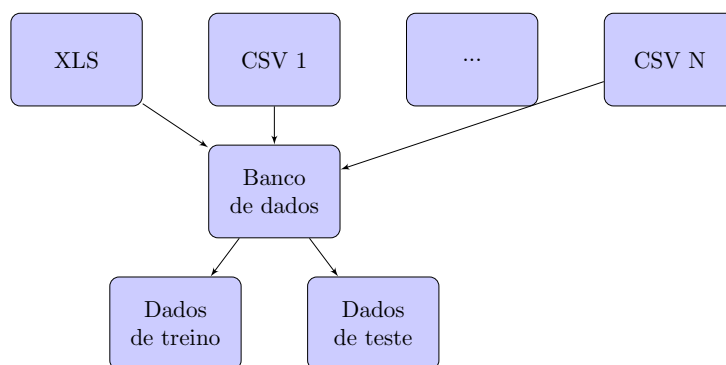 XLS
CSV 1
...
CSV N
Banco
de dados
Dados
de treino
Dados
de teste